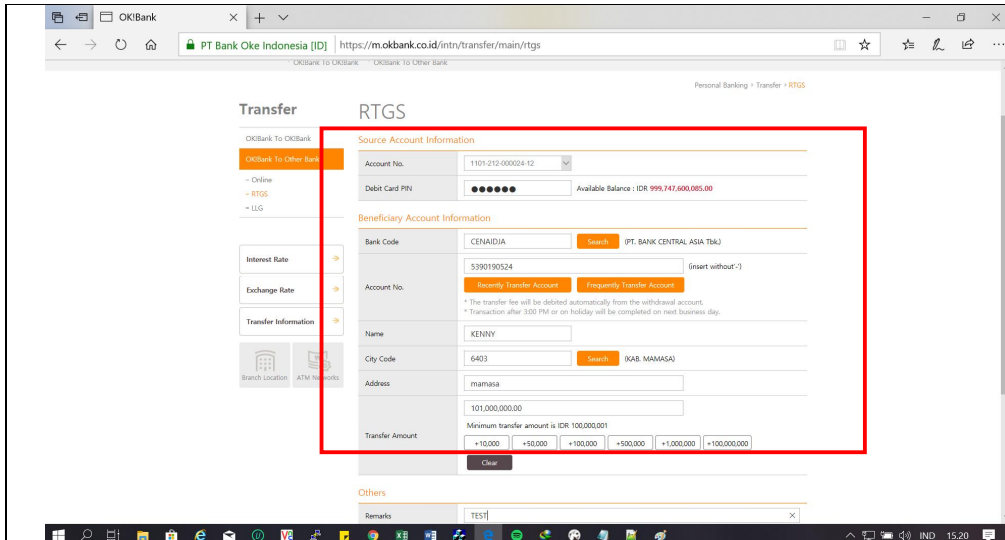 OK!Bank
PT Bank Oke Indonesia [ID] https://m.okbank.co.id/intn/transfer/main/rtgs
OK!Bank To OK!Bank OK!Bank To Other Bank
Personal Banking > Transfer > RTGS
Transfer
RTGS
OK!Bank To OK!Bank
OK!Bank To Other Bank
- Online
- RTGS
- LLG
Interest Rate
Exchange Rate
Transfer Information
Branch Location ATM Networks
Source Account Information
Account No. 1101-212-000024-12
Debit Card PIN ●●●●●● Available Balance : IDR 999,747,600,085.00
Beneficiary Account Information
Bank Code CENAIDJA Search (PT. BANK CENTRAL ASIA Tbk.)
5390190524 (insert without'-')
Account No. Recently Transfer Account Frequently Transfer Account
* The transfer fee will be debited automatically from the withdrawal account.
* Transaction after 3:00 PM or on holiday will be completed on next business day.
Name KENNY
City Code 6403 Search (KAB. MAMASA)
Address mamasa
101,000,000.00
Minimum transfer amount is IDR 100,000,001
Transfer Amount
+10,000 +50,000 +100,000 +500,000 +1,000,000 +100,000,000
Clear
Others
Remarks TEST
IND 15.20